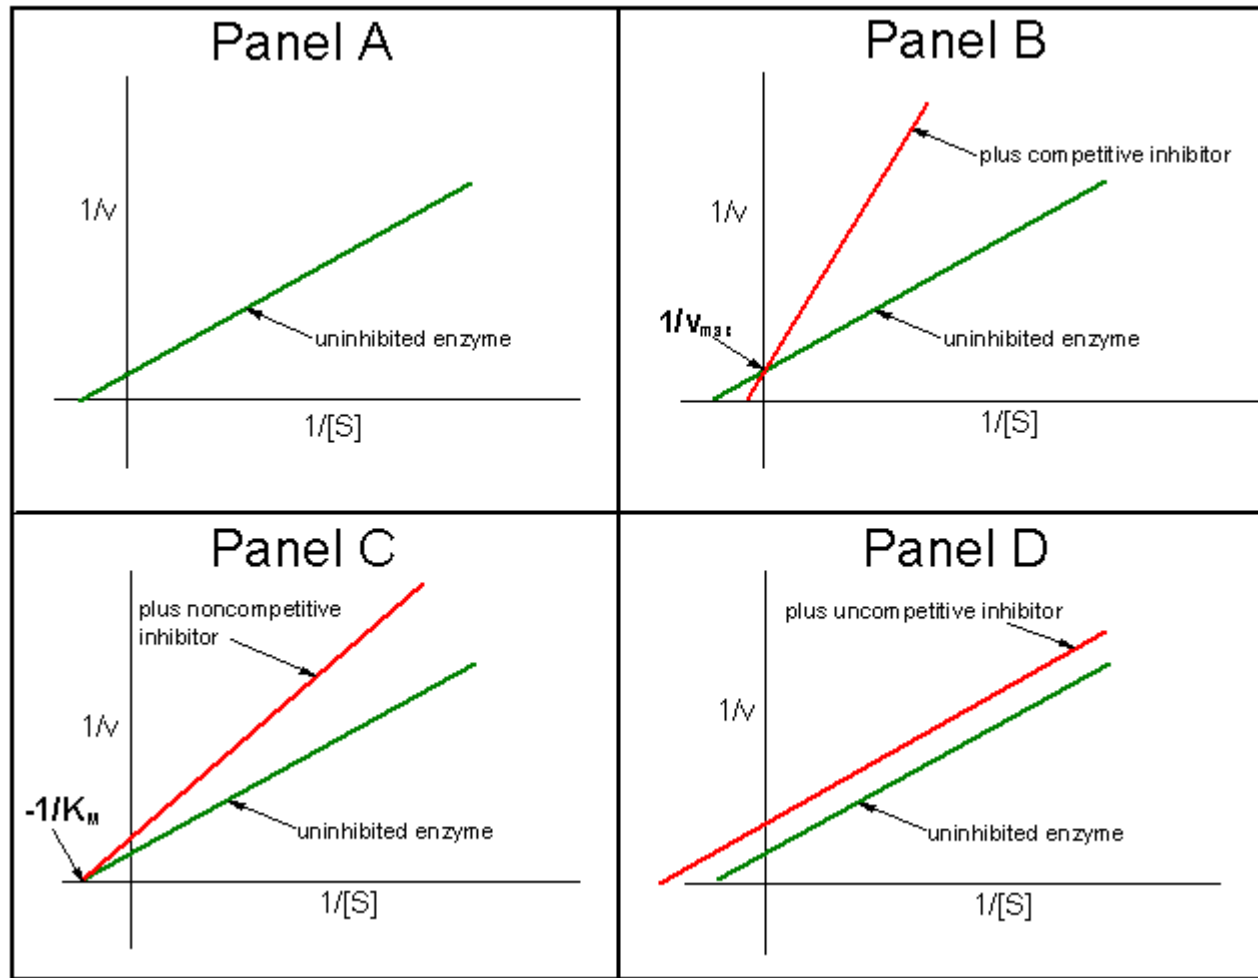 Panel A
1/v
uninhibited enzyme
1/[S]
Panel B
plus competitive inhibitor
1/v
1/vmax
uninhibited enzyme
1/[S]
Panel C
plus noncompetitive
inhibitor
1/v
-1/KM
uninhibited enzyme
1/[S]
Panel D
plus uncompetitive inhibitor
1/v
uninhibited enzyme
1/[S]